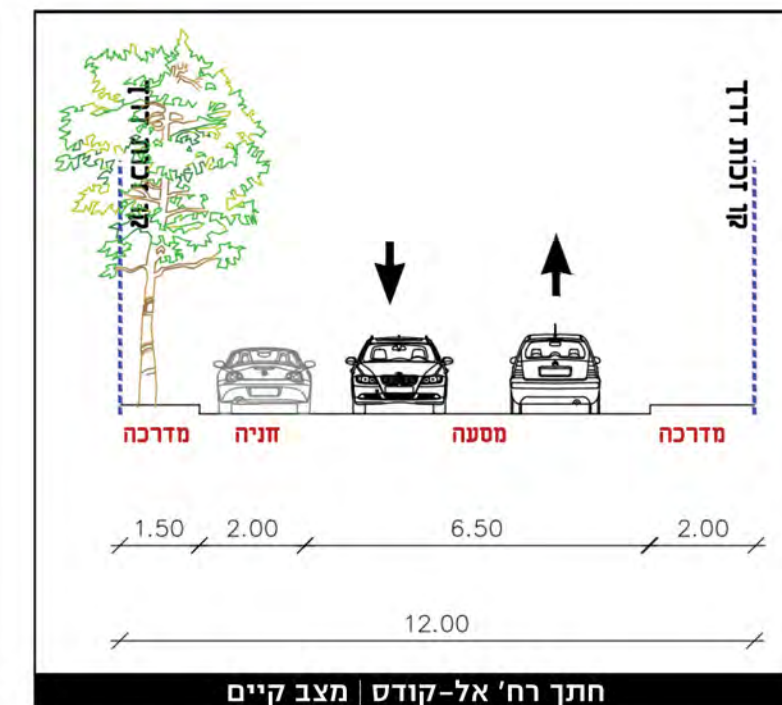 קו זכות דרך
קו זכות דרך
מדרכה
מסעה
חניה
מדרכה
1.50 2.00 6.50 2.00
12.00
חתך רח' אל-קודס | מצב קיים